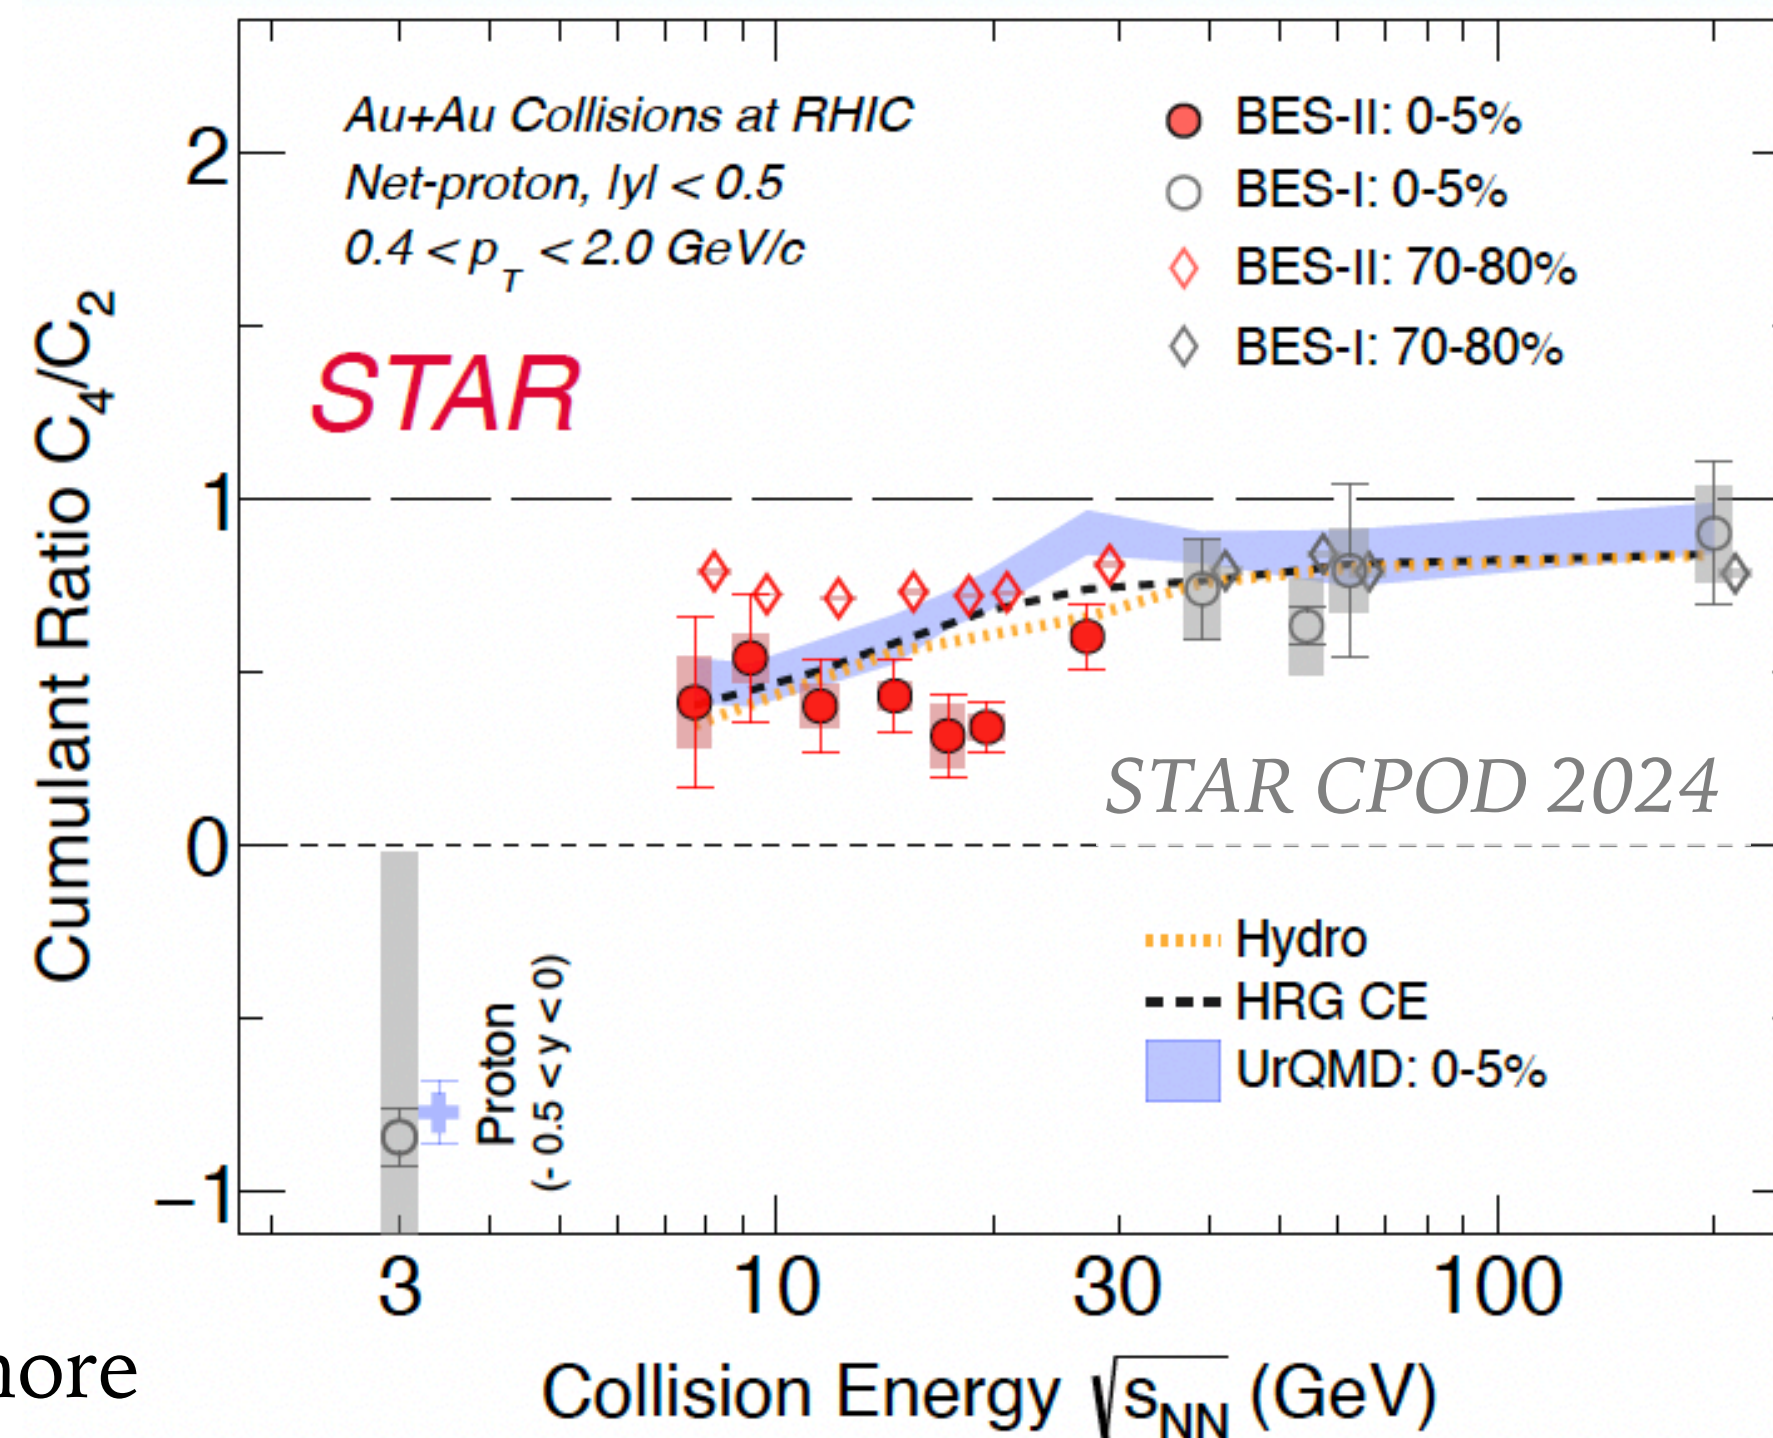 Au+Au Collisions at RHIC
Net-proton, |y| < 0.5
0.4 < p_T < 2.0 GeV/c
STAR
BES-II: 0-5%
BES-I: 0-5%
BES-II: 70-80%
BES-I: 70-80%
Cumulant Ratio C₄/C₂
2
1
0
−1
STAR CPOD 2024
Proton
(- 0.5 < y < 0)
Hydro
HRG CE
UrQMD: 0-5%
3 10 30 100
Collision Energy √s_NN (GeV)